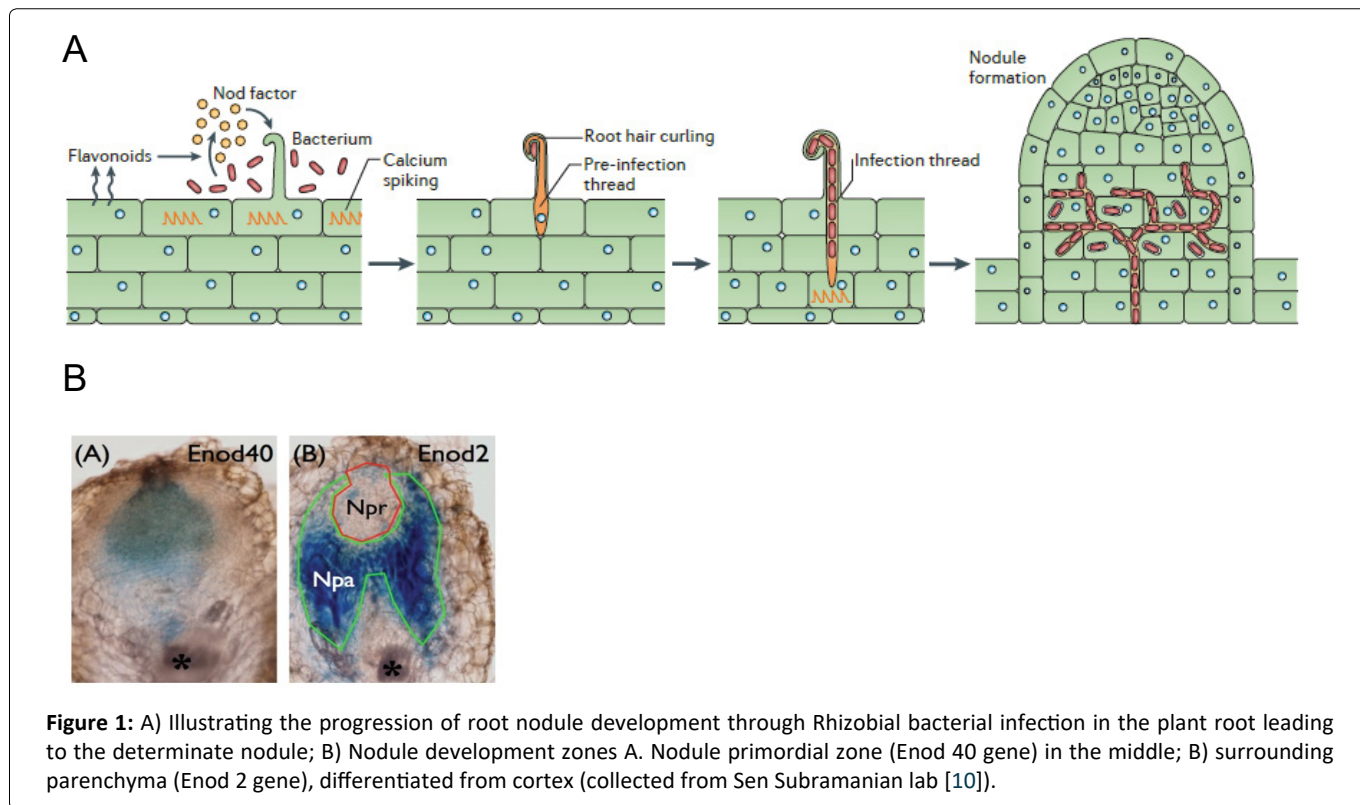 A
Nod factor
Flavonoids
Bacterium
Calcium
spiking
Root hair curling
Pre-infection
thread
Infection thread
Nodule
formation
B
(A) Enod40
*
(B) Enod2
Npr
Npa
*
Figure 1: A) Illustrating the progression of root nodule development through Rhizobial bacterial infection in the plant root leading
to the determinate nodule; B) Nodule development zones A. Nodule primordial zone (Enod 40 gene) in the middle; B) surrounding
parenchyma (Enod 2 gene), differentiated from cortex (collected from Sen Subramanian lab [10]).